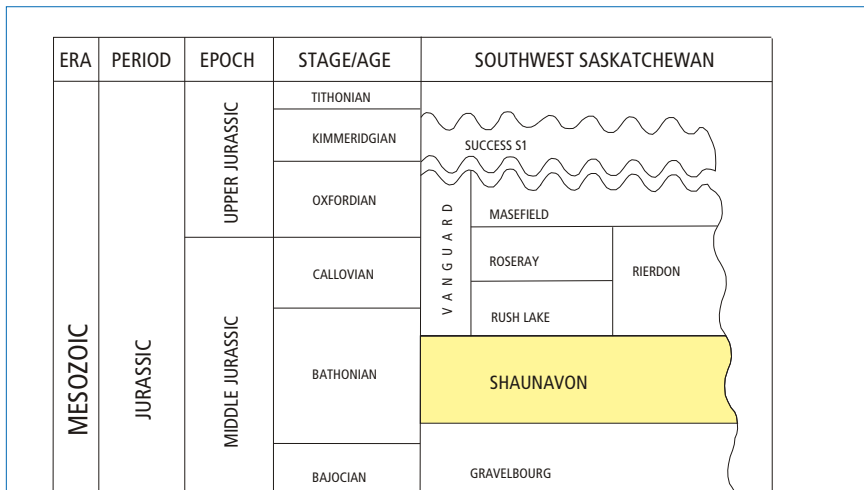 ERA PERIOD EPOCH STAGE/AGE SOUTHWEST SASKATCHEWAN
MESOZOIC
JURASSIC
UPPER JURASSIC
MIDDLE JURASSIC
TITHONIAN
KIMMERIDGIAN
OXFORDIAN
CALLOVIAN
BATHONIAN
BAJOCIAN
SUCCESS S1
VANGUARD
MASEFIELD
ROSERAY
RIERDON
RUSH LAKE
SHAUNAVON
GRAVELBOURG